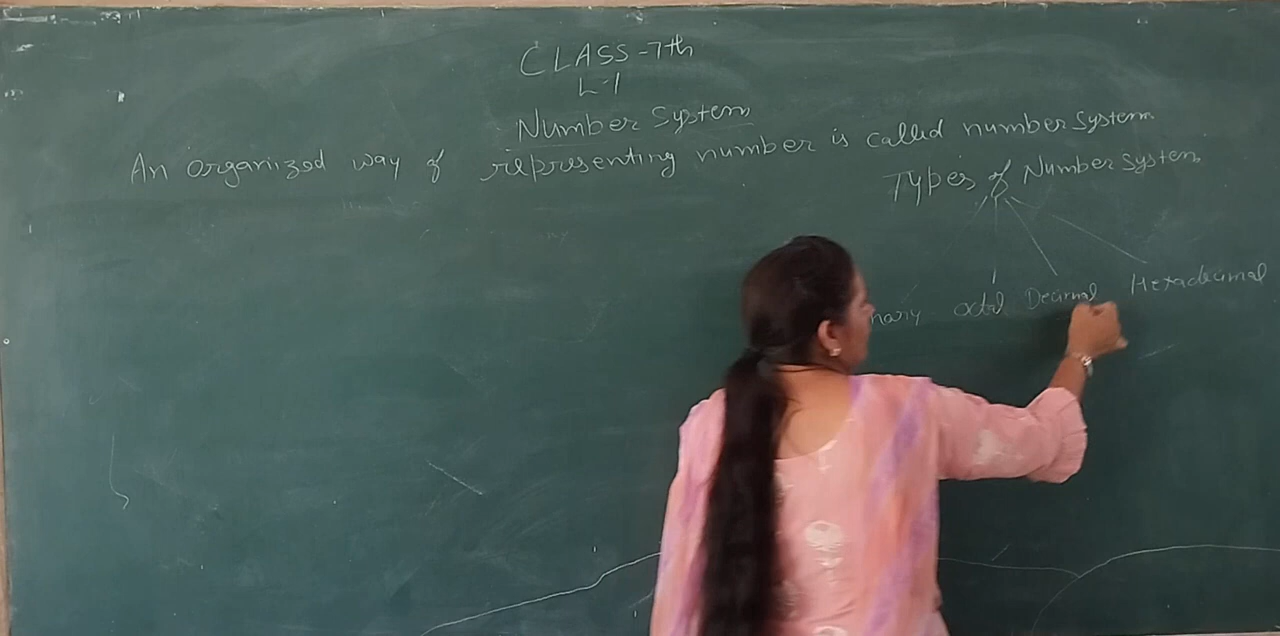 CLASS-7th
L-1
Number System
An organized way of representing number is called number system
Types of Number System
nary octal Decimal Hexadecimal